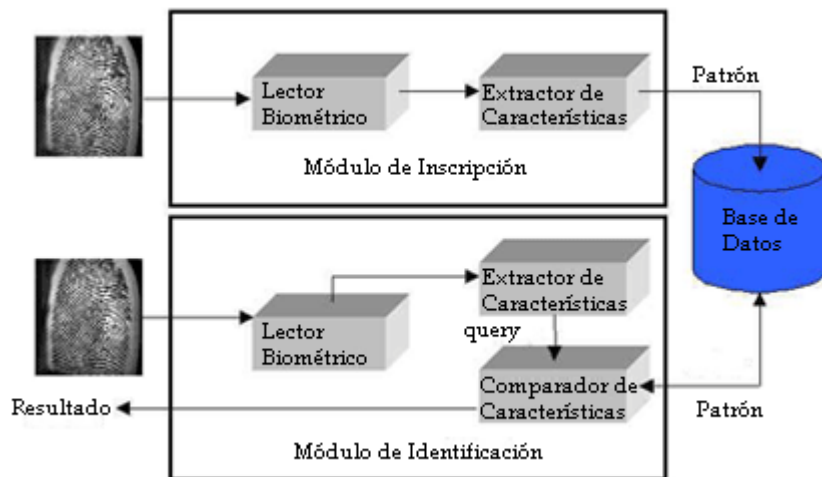 Lector
Biométrico
Extractor de
Características
Patrón
Módulo de Inscripción
Base de
Datos
Lector
Biométrico
Extractor de
Características
query
Comparador de
Características
Patrón
Resultado
Módulo de Identificación